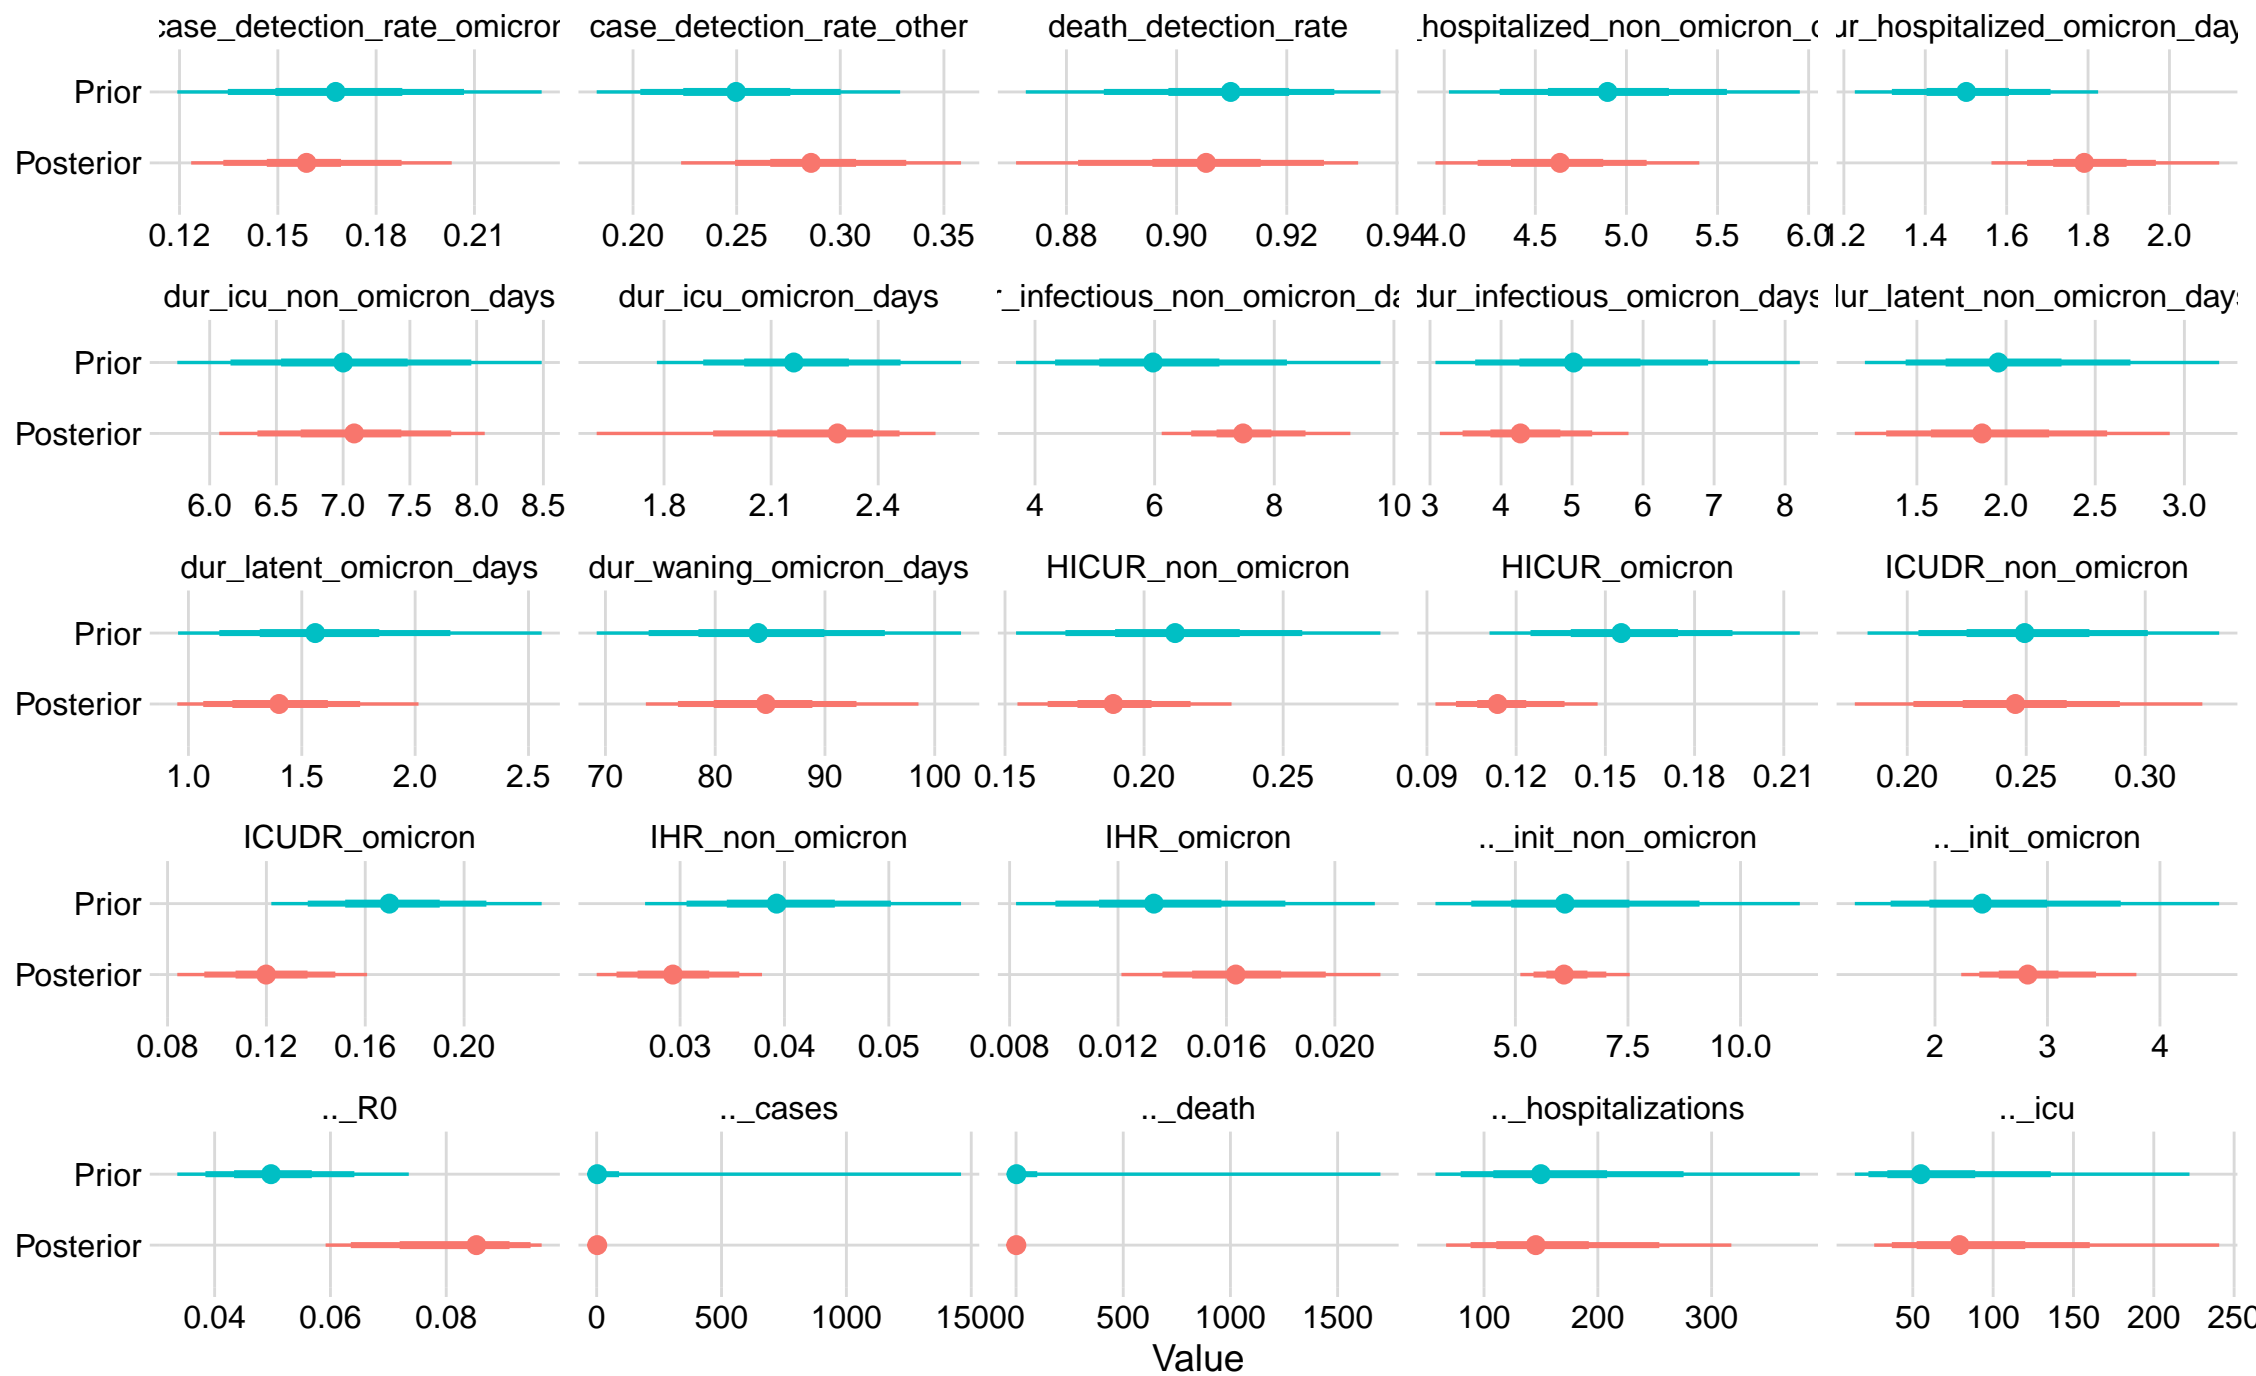 case_detection_rate_omicron case_detection_rate_other death_detection_rate _hospitalized_non_omicron_d ur_hospitalized_omicron_day
Prior
Posterior
0.12 0.15 0.18 0.21 0.20 0.25 0.30 0.35 0.88 0.90 0.92 0.94 4.0 4.5 5.0 5.5 6.0 1.2 1.4 1.6 1.8 2.0
dur_icu_non_omicron_days dur_icu_omicron_days r_infectious_non_omicron_da dur_infectious_omicron_days dur_latent_non_omicron_days
Prior
Posterior
6.0 6.5 7.0 7.5 8.0 8.5 1.8 2.1 2.4 4 6 8 10 3 4 5 6 7 8 1.5 2.0 2.5 3.0
dur_latent_omicron_days dur_waning_omicron_days HICUR_non_omicron HICUR_omicron ICUDR_non_omicron
Prior
Posterior
1.0 1.5 2.0 2.5 70 80 90 100 0.15 0.20 0.25 0.09 0.12 0.15 0.18 0.21 0.20 0.25 0.30
ICUDR_omicron IHR_non_omicron IHR_omicron .._init_non_omicron .._init_omicron
Prior
Posterior
0.08 0.12 0.16 0.20 0.03 0.04 0.05 0.008 0.012 0.016 0.020 5.0 7.5 10.0 2 3 4
.._R0 .._cases .._death .._hospitalizations .._icu
Prior
Posterior
0.04 0.06 0.08 0 500 1000 1500 0 500 1000 1500 100 200 300 50 100 150 200 250
Value